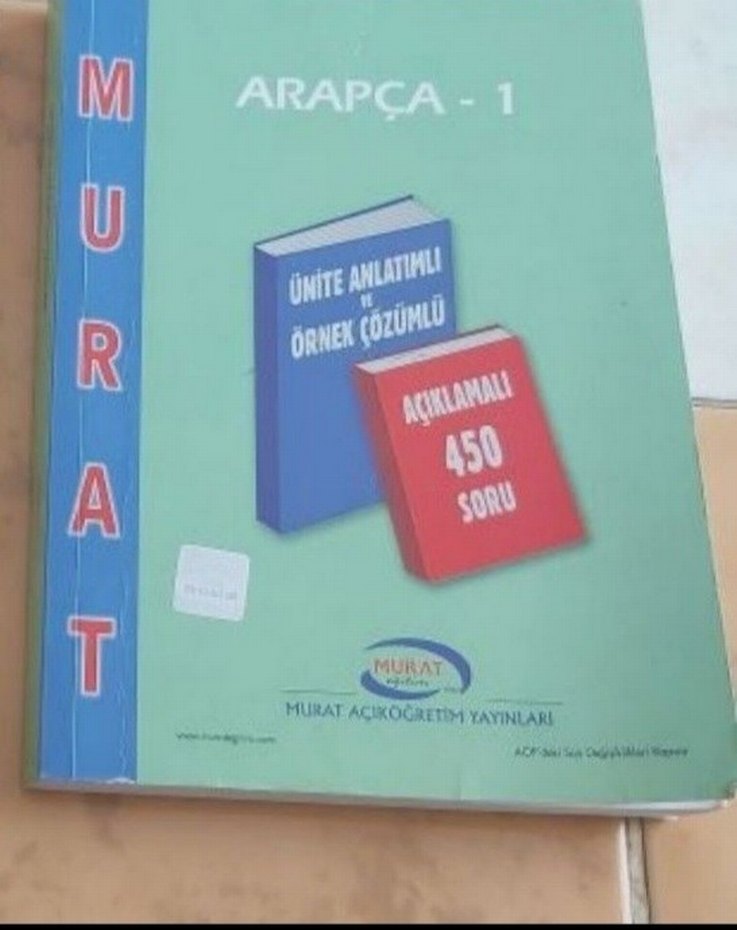 MURAT
ARAPÇA - 1
ÜNİTE ANLATIMLI
VE
ÖRNEK ÇÖZÜMLÜ
AÇIKLAMALI
450
SORU
MURAT
MURAT AÇIKÖĞRETİM YAYINLARI